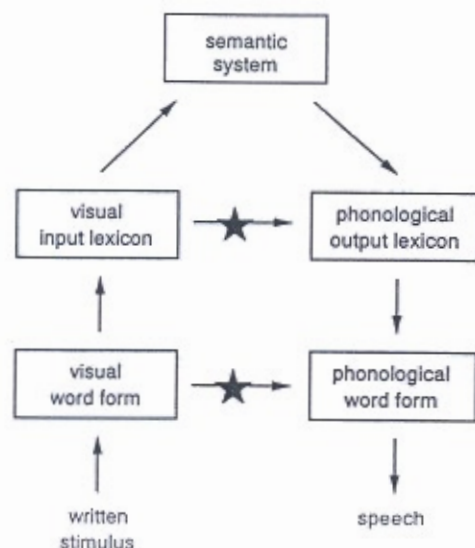 semantic
system
visual
input lexicon
phonological
output lexicon
visual
word form
phonological
word form
written
stimulus
speech